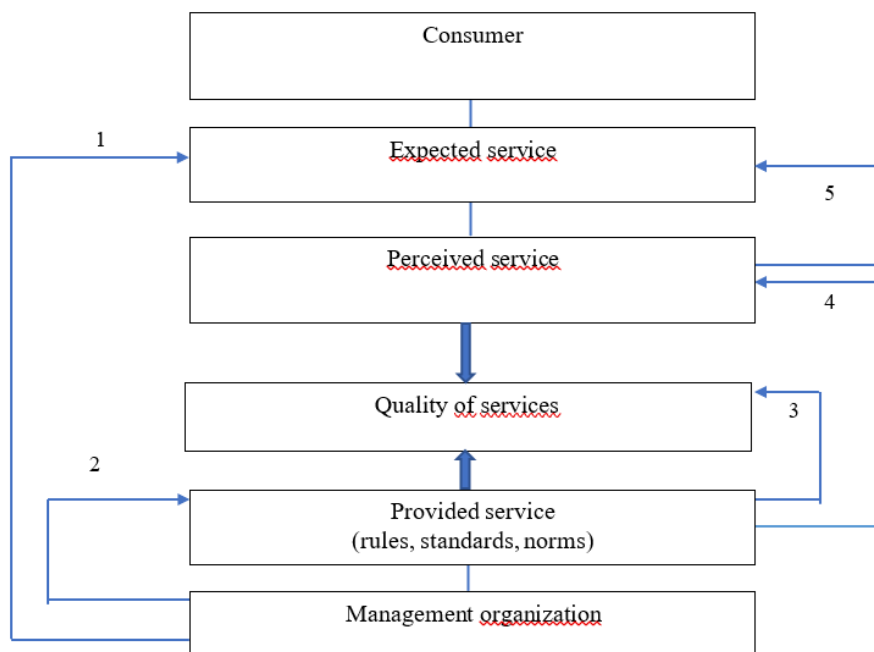 Consumer
1
Expected service
5
Perceived service
4
Quality of services
3
2
Provided service
(rules, standards, norms)
Management organization